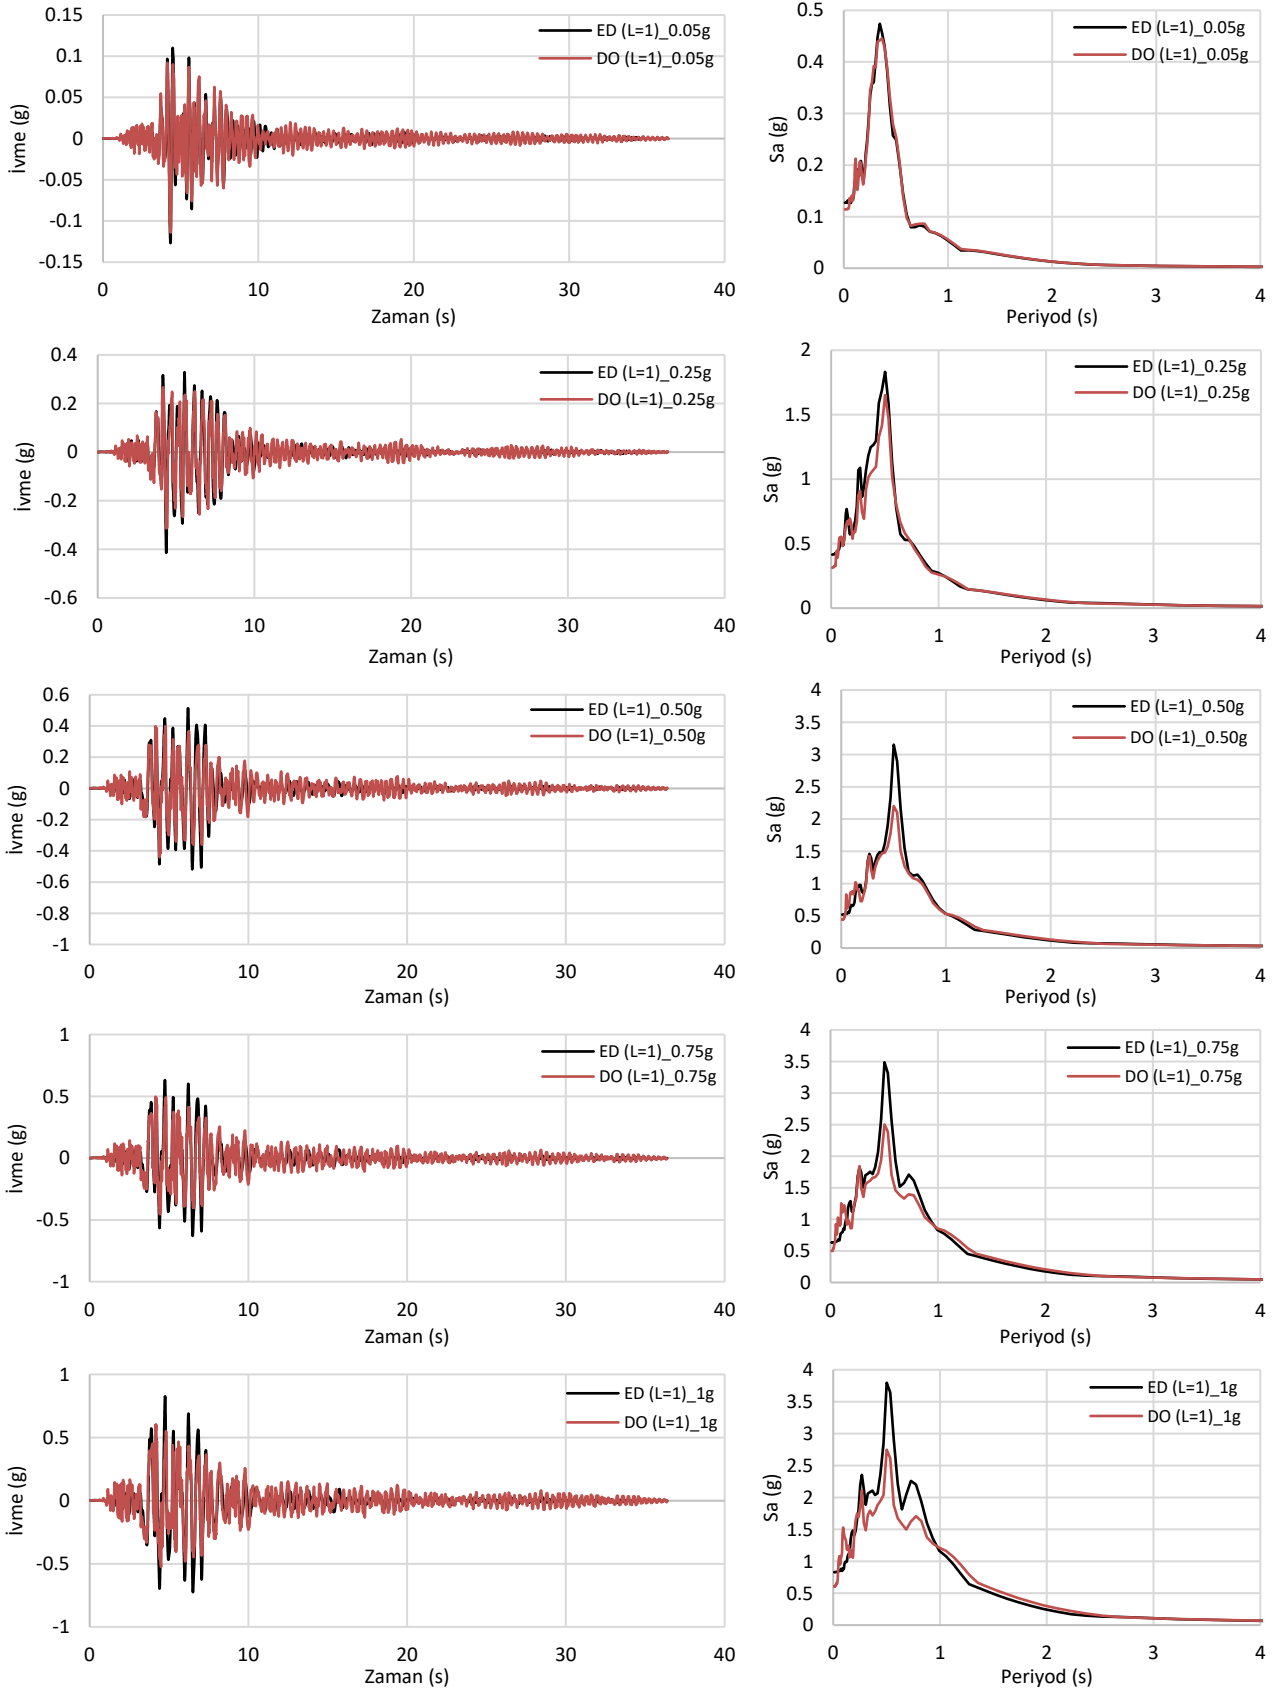 0.15
0.1
0.05
0
-0.05
-0.1
-0.15
İvme (g)
0 10 20 30 40
Zaman (s)
ED (L=1)_0.05g
DO (L=1)_0.05g
0.5
0.4
0.3
0.2
0.1
0
Sa (g)
0 1 2 3 4
Periyod (s)
ED (L=1)_0.05g
DO (L=1)_0.05g
0.4
0.2
0
-0.2
-0.4
-0.6
İvme (g)
0 10 20 30 40
Zaman (s)
ED (L=1)_0.25g
DO (L=1)_0.25g
2
1.5
1
0.5
0
Sa (g)
0 1 2 3 4
Periyod (s)
ED (L=1)_0.25g
DO (L=1)_0.25g
0.6
0.4
0.2
0
-0.2
-0.4
-0.6
-0.8
-1
İvme (g)
0 10 20 30 40
Zaman (s)
ED (L=1)_0.50g
DO (L=1)_0.50g
4
3.5
3
2.5
2
1.5
1
0.5
0
Sa (g)
0 1 2 3 4
Periyod (s)
ED (L=1)_0.50g
DO (L=1)_0.50g
1
0.5
0
-0.5
-1
İvme (g)
0 10 20 30 40
Zaman (s)
ED (L=1)_0.75g
DO (L=1)_0.75g
4
3.5
3
2.5
2
1.5
1
0.5
0
Sa (g)
0 1 2 3 4
Periyod (s)
ED (L=1)_0.75g
DO (L=1)_0.75g
1
0.5
0
-0.5
-1
İvme (g)
0 10 20 30 40
Zaman (s)
ED (L=1)_1g
DO (L=1)_1g
4
3.5
3
2.5
2
1.5
1
0.5
0
Sa (g)
0 1 2 3 4
Periyod (s)
ED (L=1)_1g
DO (L=1)_1g